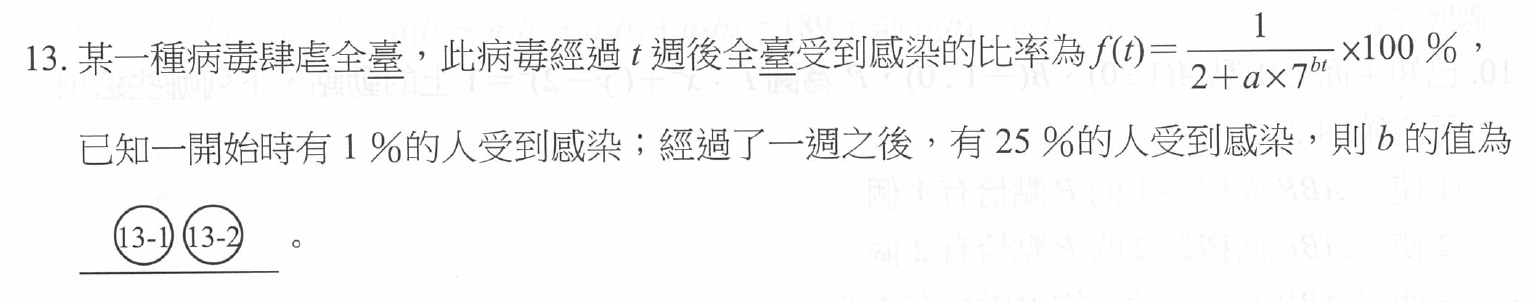 13. 某一種病毒肆虐全臺,此病毒經過 t 週後全臺受到感染的比率為 f(t)=\frac{1}{2+a×7^{bt}}×100 %,
已知一開始時有 1 %的人受到感染;經過了一週之後,有 25 %的人受到感染,則 b 的值為
(13-1) (13-2) 。